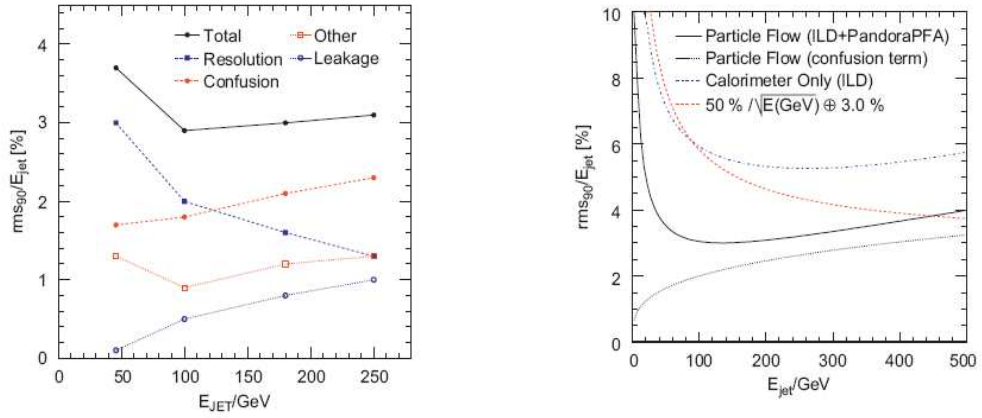 4
3
2
1
0
rms90/Ejet [%]
Total
Resolution
Confusion
Other
Leakage
0 50 100 150 200 250
EJET/GeV
10
8
6
4
2
0
rms90/Ejet [%]
Particle Flow (ILD+PandoraPFA)
Particle Flow (confusion term)
Calorimeter Only (ILD)
50 % /√E(GeV) ⊕ 3.0 %
0 100 200 300 400 500
Ejet/GeV